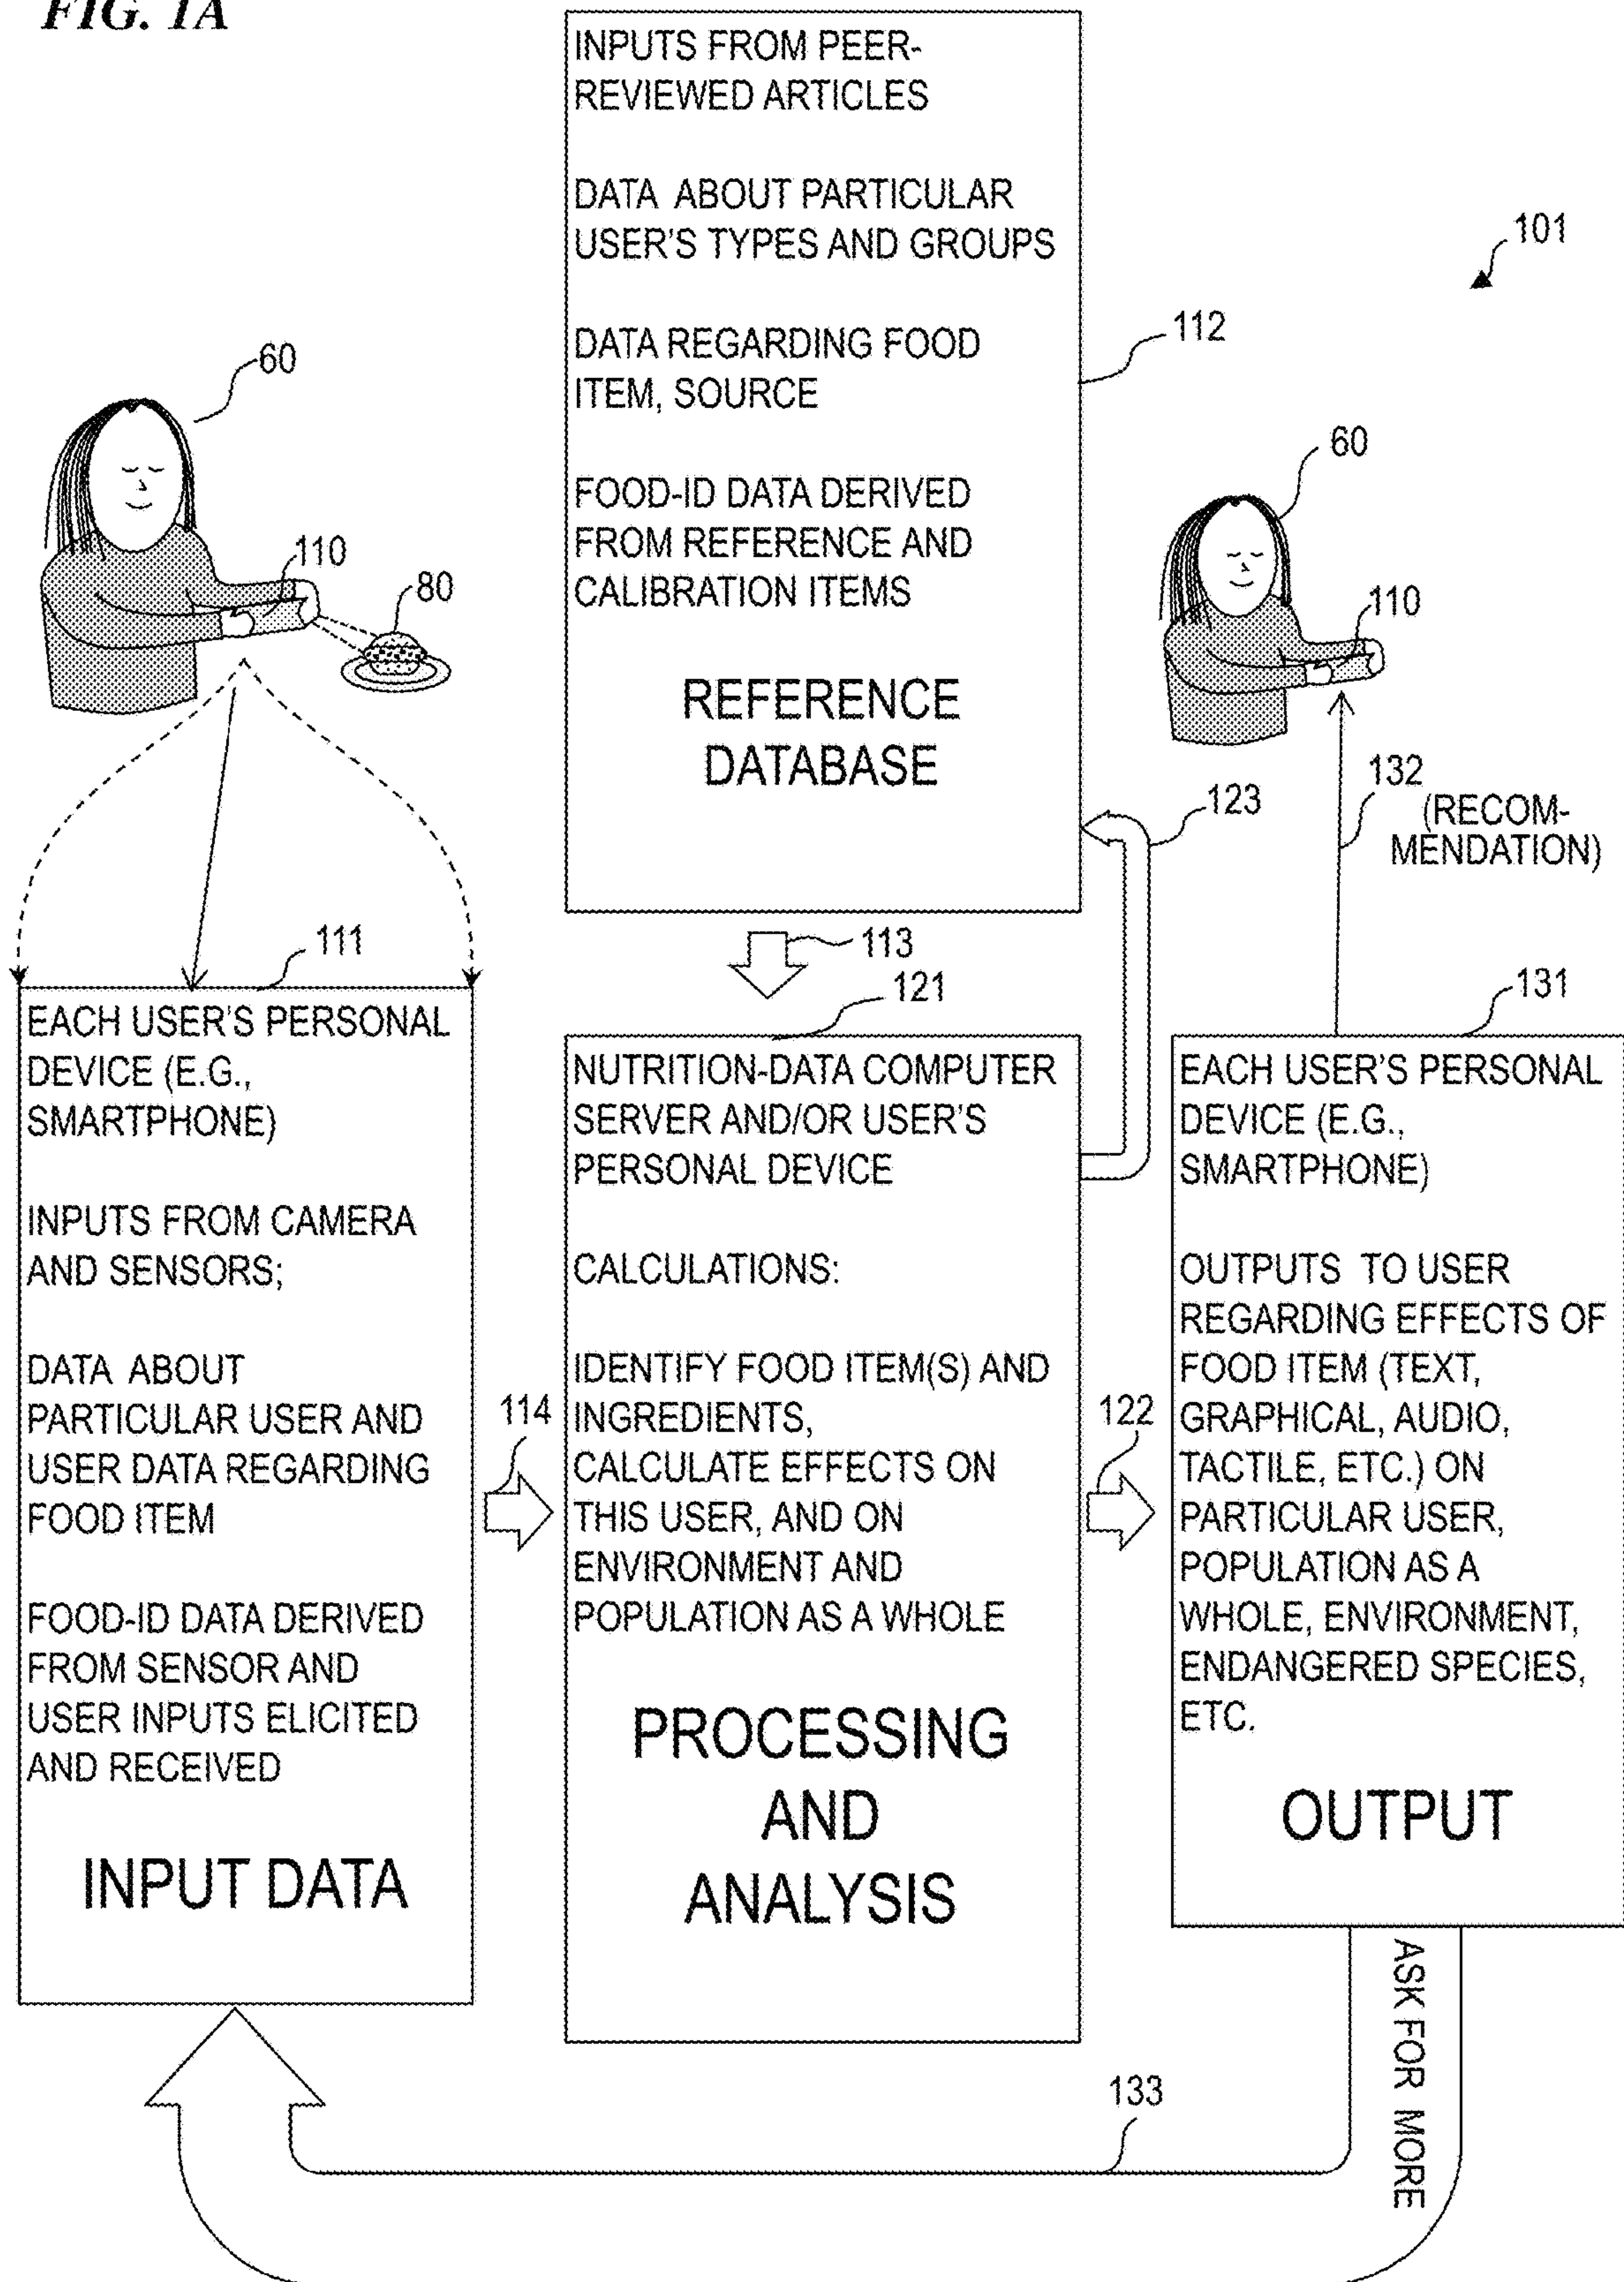 FIG. 1A
INPUTS FROM PEER-
REVIEWED ARTICLES
DATA ABOUT PARTICULAR
USER'S TYPES AND GROUPS
DATA REGARDING FOOD
ITEM, SOURCE
FOOD-ID DATA DERIVED
FROM REFERENCE AND
CALIBRATION ITEMS
REFERENCE
DATABASE
101
112
60
110
80
60
110
132
(RECOM-
MENDATION)
123
113
111
EACH USER'S PERSONAL
DEVICE (E.G.,
SMARTPHONE)
INPUTS FROM CAMERA
AND SENSORS;
DATA ABOUT
PARTICULAR USER AND
USER DATA REGARDING
FOOD ITEM
FOOD-ID DATA DERIVED
FROM SENSOR AND
USER INPUTS ELICITED
AND RECEIVED
INPUT DATA
114
121
NUTRITION-DATA COMPUTER
SERVER AND/OR USER'S
PERSONAL DEVICE
CALCULATIONS:
IDENTIFY FOOD ITEM(S) AND
INGREDIENTS,
CALCULATE EFFECTS ON
THIS USER, AND ON
ENVIRONMENT AND
POPULATION AS A WHOLE
PROCESSING
AND
ANALYSIS
122
131
EACH USER'S PERSONAL
DEVICE (E.G.,
SMARTPHONE)
OUTPUTS TO USER
REGARDING EFFECTS OF
FOOD ITEM (TEXT,
GRAPHICAL, AUDIO,
TACTILE, ETC.) ON
PARTICULAR USER,
POPULATION AS A
WHOLE, ENVIRONMENT,
ENDANGERED SPECIES,
ETC.
OUTPUT
ASK FOR MORE
133